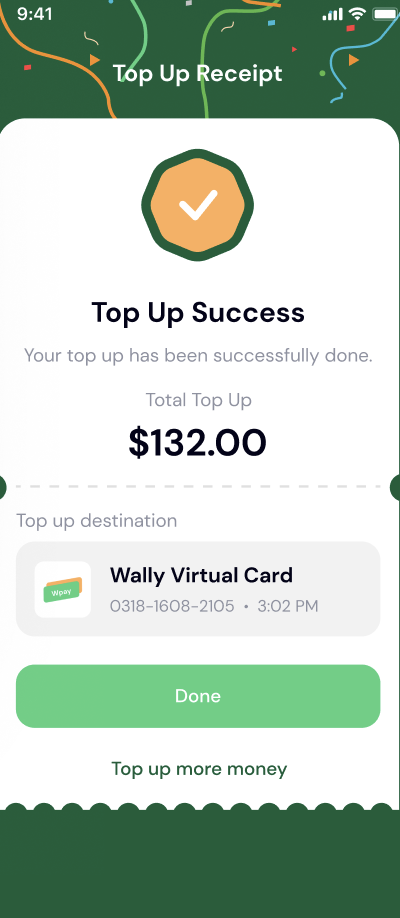 9:41
Top Up Receipt
Top Up Success
Your top up has been successfully done.
Total Top Up
$132.00
Top up destination
Wpay
Wally Virtual Card
0318-1608-2105 • 3:02 PM
Done
Top up more money